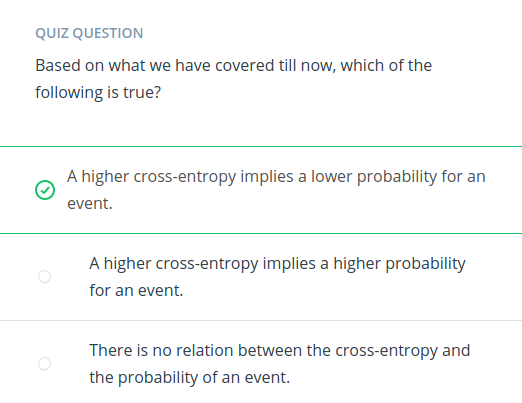 QUIZ QUESTION
Based on what we have covered till now, which of the
following is true?
A higher cross-entropy implies a lower probability for an
event.
A higher cross-entropy implies a higher probability
for an event.
There is no relation between the cross-entropy and
the probability of an event.